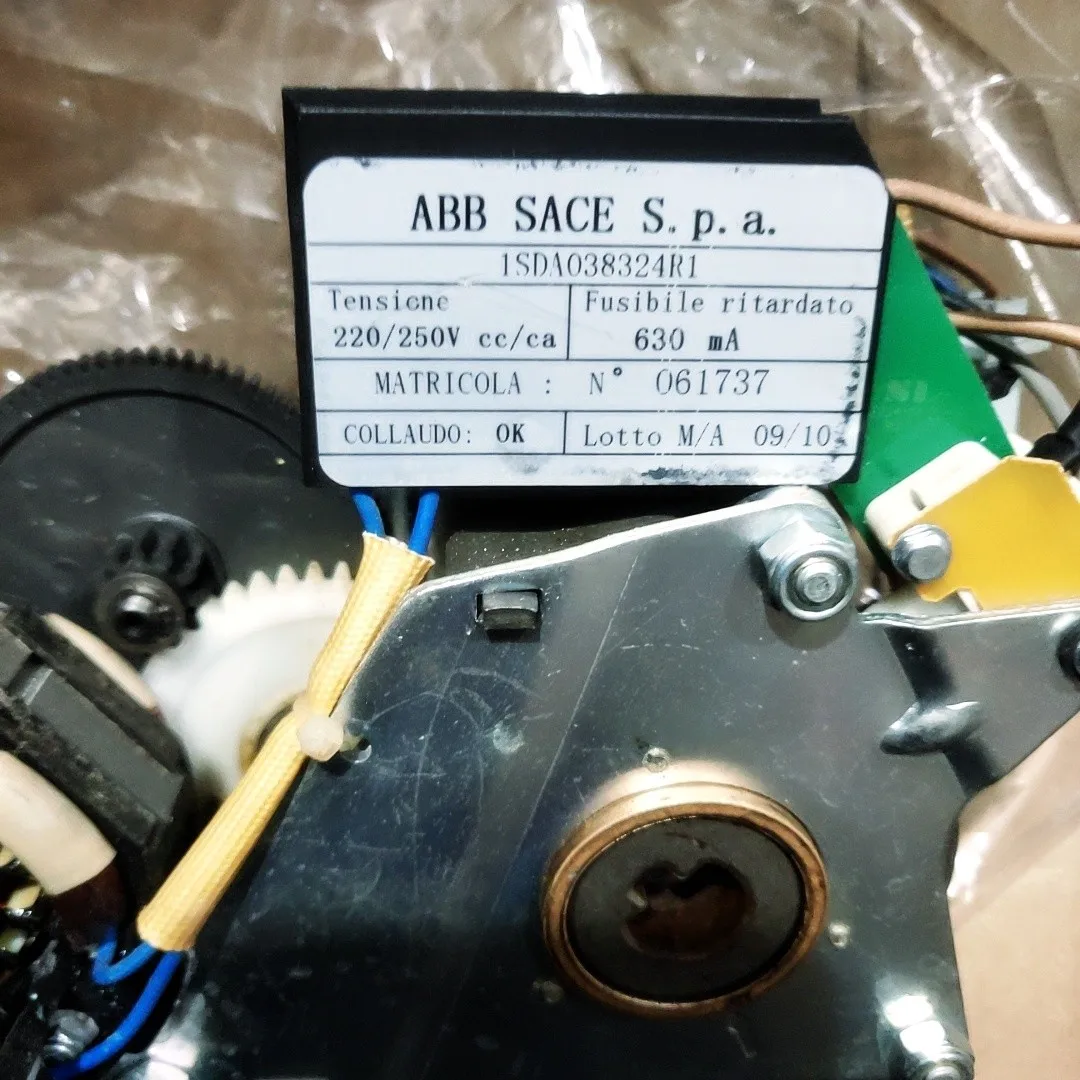 ABB SACE S.p.a.
1SDA038324R1
Tensione Fusibile ritardato
220/250V cc/ca 630 mA
MATRICOLA : N° 061737
COLLAUDO: OK Lotto M/A 09/10